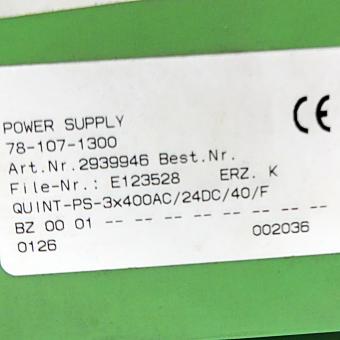 POWER SUPPLY
78-107-1300
Art.Nr.2939946 Best.Nr.
File-Nr.: E123528 ERZ. K
QUINT-PS-3x400AC/24DC/40/F
BZ 00 01 -- -- -- -- -- -- -- --
0126 002036
CE